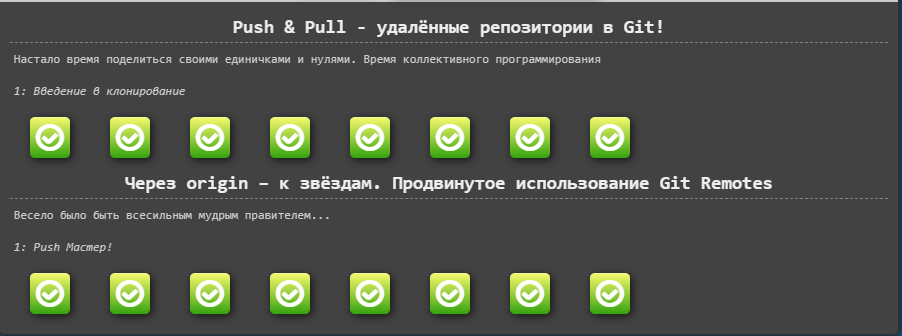 Push & Pull - удалённые репозитории в Git!
Настало время поделиться своими единичками и нулями. Время коллективного программирования
1: Введение в клонирование
Через origin – к звёздам. Продвинутое использование Git Remotes
Весело было быть всесильным мудрым правителем...
1: Push Мастер!